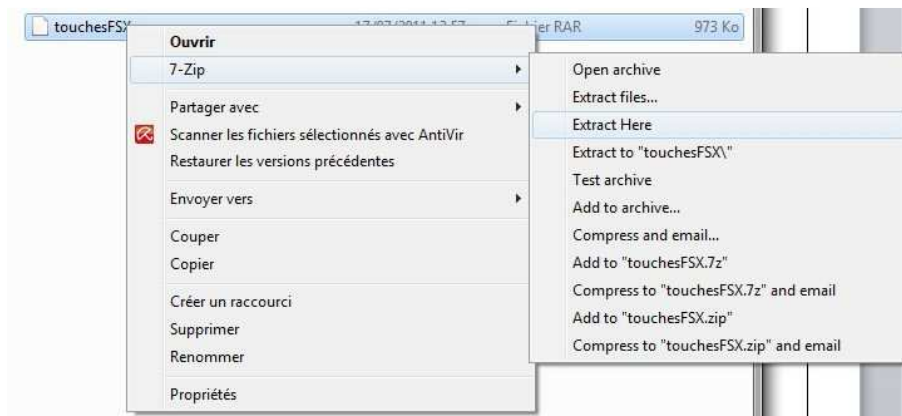 touchesFSX
973 Ko
Ouvrir
7-Zip
Partager avec
Scanner les fichiers sélectionnés avec AntiVir
Restaurer les versions précédentes
Envoyer vers
Couper
Copier
Créer un raccourci
Supprimer
Renommer
Propriétés
Open archive
Extract files...
Extract Here
Extract to "touchesFSX\"
Test archive
Add to archive...
Compress and email...
Add to "touchesFSX.7z"
Compress to "touchesFSX.7z" and email
Add to "touchesFSX.zip"
Compress to "touchesFSX.zip" and email